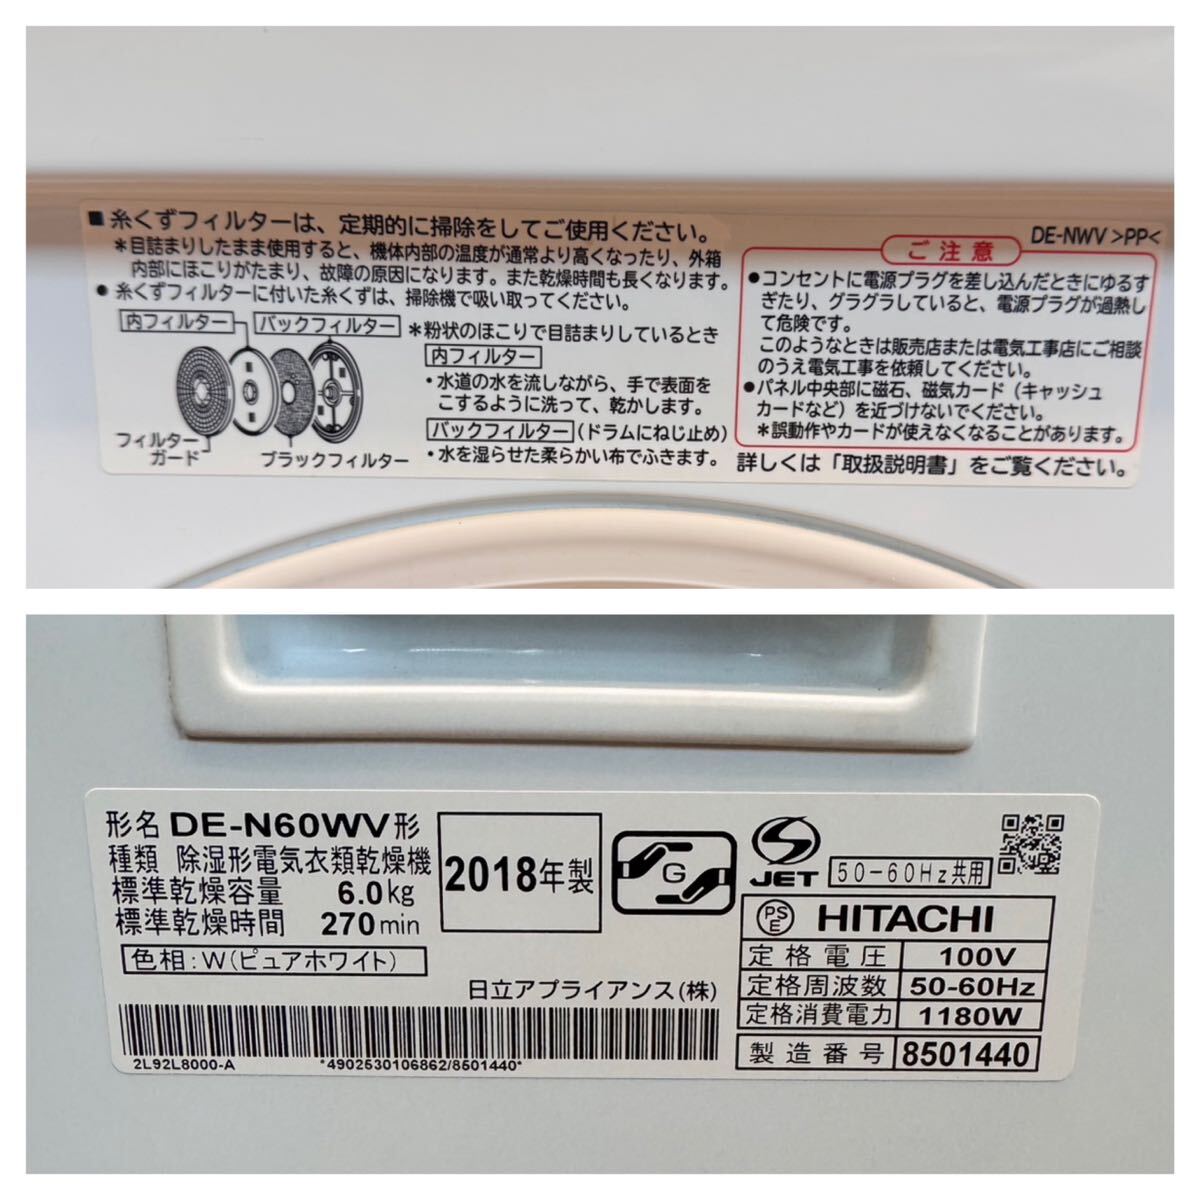 ■糸くずフィルターは、定期的に掃除をしてご使用ください。
＊目詰まりしたまま使用すると、機体内部の温度が通常より高くなったり、外箱
内部にほこりがたまり、故障の原因になります。また乾燥時間も長くなります。
●糸くずフィルターに付いた糸くずは、掃除機で吸い取ってください。
内フィルター
バックフィルター
フィルター
ガード
ブラックフィルター
＊粉状のほこりで目詰まりしているとき
内フィルター
・水道の水を流しながら、手で表面を
こするように洗って、乾かします。
バックフィルター(ドラムにねじ止め)
・水を湿らせた柔らかい布でふきます。
DE-NWV >PP<
ご注意
●コンセントに電源プラグを差し込んだときにゆるす
ぎたり、グラグラしていると、電源プラグが過熱し
て危険です。
このようなときは販売店または電気工事店にご相談
のうえ電気工事を依頼してください。
●パネル中央部に磁石、磁気カード（キャッシュ
カードなど）を近づけないでください。
＊誤動作やカードが使えなくなることがあります。
詳しくは「取扱説明書」をご覧ください。
形名 DE-N60WV形
種類 除湿形電気衣類乾燥機
標準乾燥容量 6.0kg
標準乾燥時間 270min
色相:W(ピュアホワイト)
2018年製
G
JET
50-60Hz共用
日立アプライアンス(株)
2L92L8000-A
*4902530106862/8501440*
PSE HITACHI
定格電圧 100V
定格周波数 50-60Hz
定格消費電力 1180W
製造番号 8501440